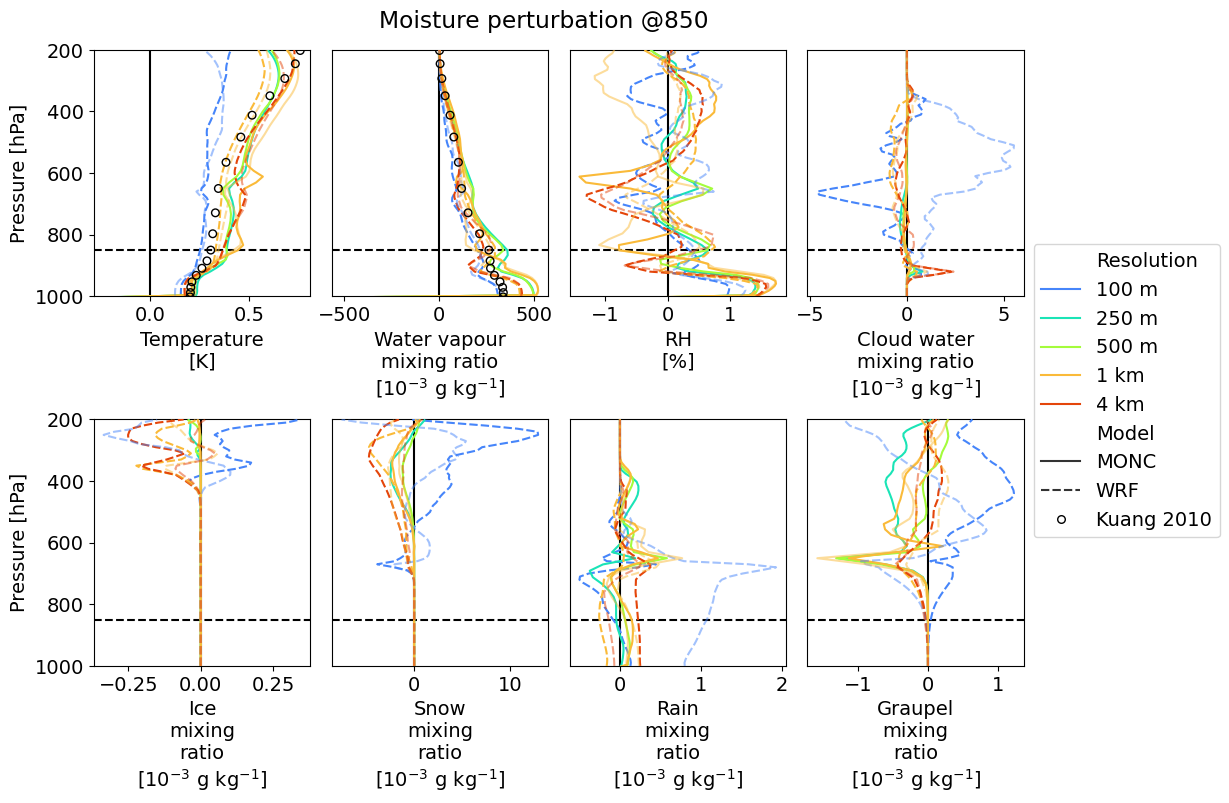 Moisture perturbation @850
200
400
600
800
1000
Pressure [hPa]
0.0 0.5
Temperature
[K]
−500 0 500
Water vapour
mixing ratio
[10⁻³ g kg⁻¹]
−1 0 1
RH
[%]
−5 0 5
Cloud water
mixing ratio
[10⁻³ g kg⁻¹]
200
400
600
800
1000
Pressure [hPa]
−0.25 0.00 0.25
Ice
mixing
ratio
[10⁻³ g kg⁻¹]
0 10
Snow
mixing
ratio
[10⁻³ g kg⁻¹]
0 1 2
Rain
mixing
ratio
[10⁻³ g kg⁻¹]
−1 0 1
Graupel
mixing
ratio
[10⁻³ g kg⁻¹]
Resolution
100 m
250 m
500 m
1 km
4 km
Model
MONC
WRF
Kuang 2010